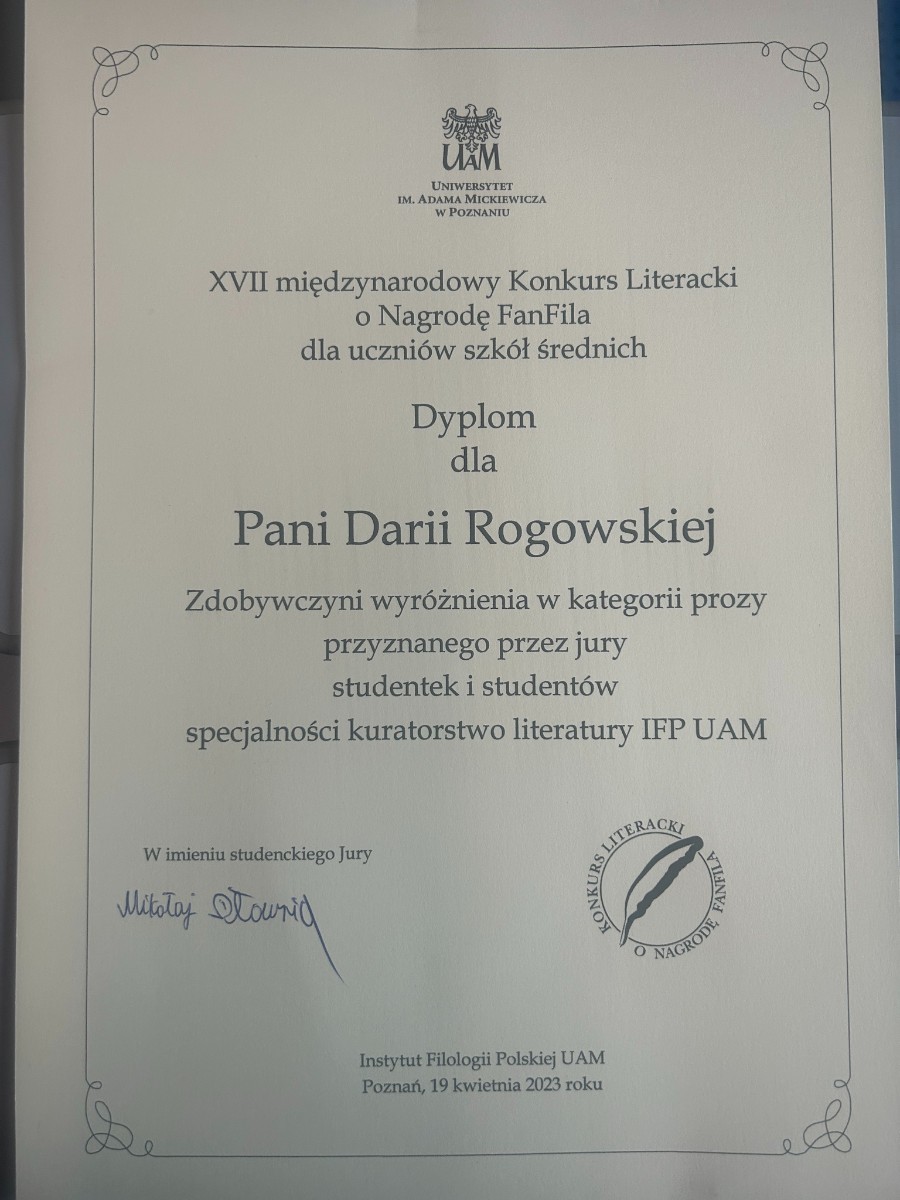 UAM
UNIWERSYTET
IM. ADAMA MICKIEWICZA
W POZNANIU
XVII międzynarodowy Konkurs Literacki
o Nagrodę FanFila
dla uczniów szkół średnich
Dyplom
dla
Pani Darii Rogowskiej
Zdobywczyni wyróżnienia w kategorii prozy
przyznanego przez jury
studentek i studentów
specjalności kuratorstwo literatury IFP UAM
W imieniu studenckiego Jury
Mikołaj
KONKURS LITERACKI
O NAGRODĘ FANFILA
Instytut Filologii Polskiej UAM
Poznań, 19 kwietnia 2023 roku